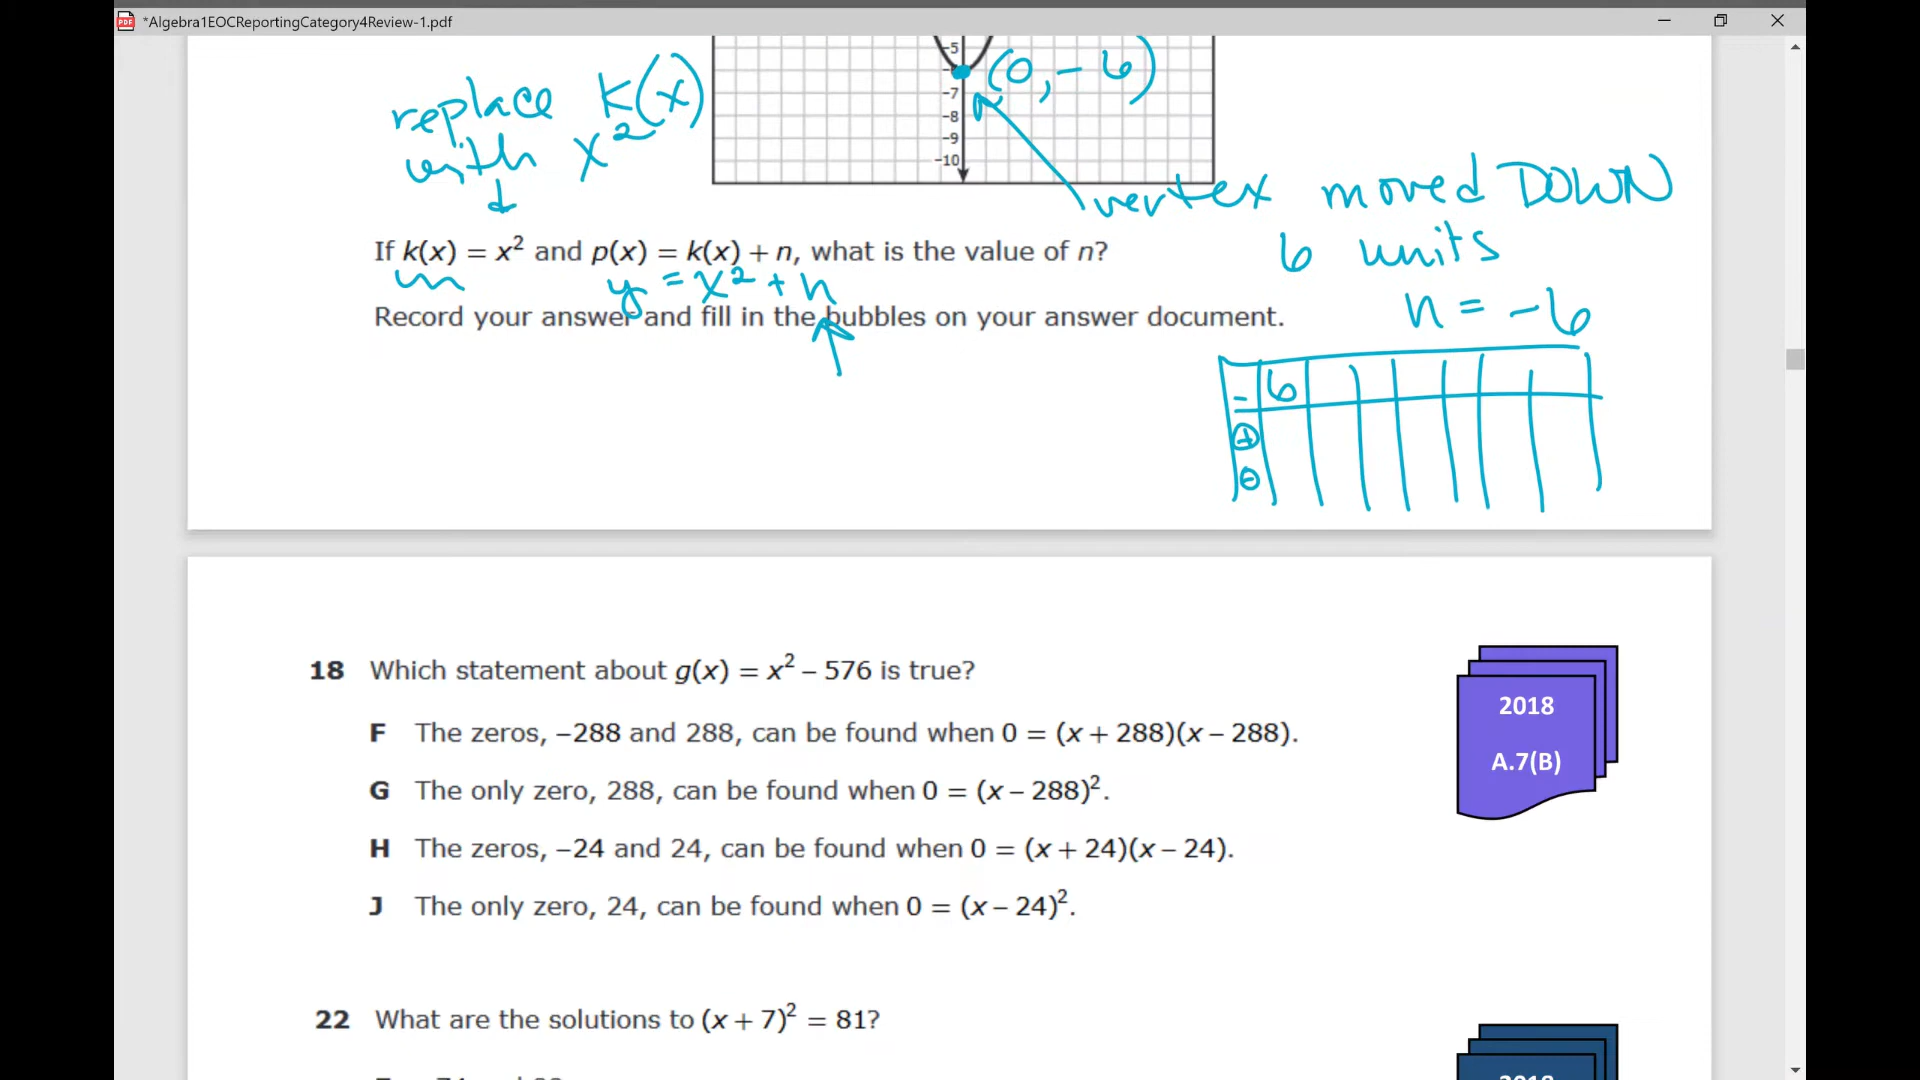 *Algebra1EOCReportingCategory4Review-1.pdf
-5
(0, -6)
-7
-8
-9
-10
replace k(x)
with x²
vertex moved DOWN
6 units
If k(x) = x² and p(x) = k(x) + n, what is the value of n?
y = x² + n
n = -6
Record your answer and fill in the bubbles on your answer document.
- 6
+
-
18 Which statement about g(x) = x² – 576 is true?
F The zeros, –288 and 288, can be found when 0 = (x + 288)(x – 288).
G The only zero, 288, can be found when 0 = (x – 288)².
H The zeros, –24 and 24, can be found when 0 = (x + 24)(x – 24).
J The only zero, 24, can be found when 0 = (x – 24)².
2018
A.7(B)
22 What are the solutions to (x + 7)² = 81?
2018